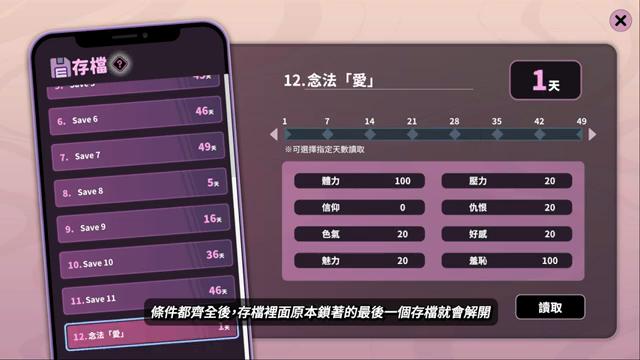 存檔 ?
5. Save 5 43天
6. Save 6 46天
7. Save 7 49天
8. Save 8 5天
9. Save 9 16天
10. Save 10 36天
11. Save 11 46天
12. 念法「愛」 1天
12.念法「愛」
1天
1 7 14 21 28 35 42 49
※可選擇指定天數讀取
體力 100 壓力 20
信仰 0 仇恨 20
色氣 20 好感 20
魅力 20 羞恥 100
條件都齊全後,存檔裡面原本鎖著的最後一個存檔就會解開
讀取